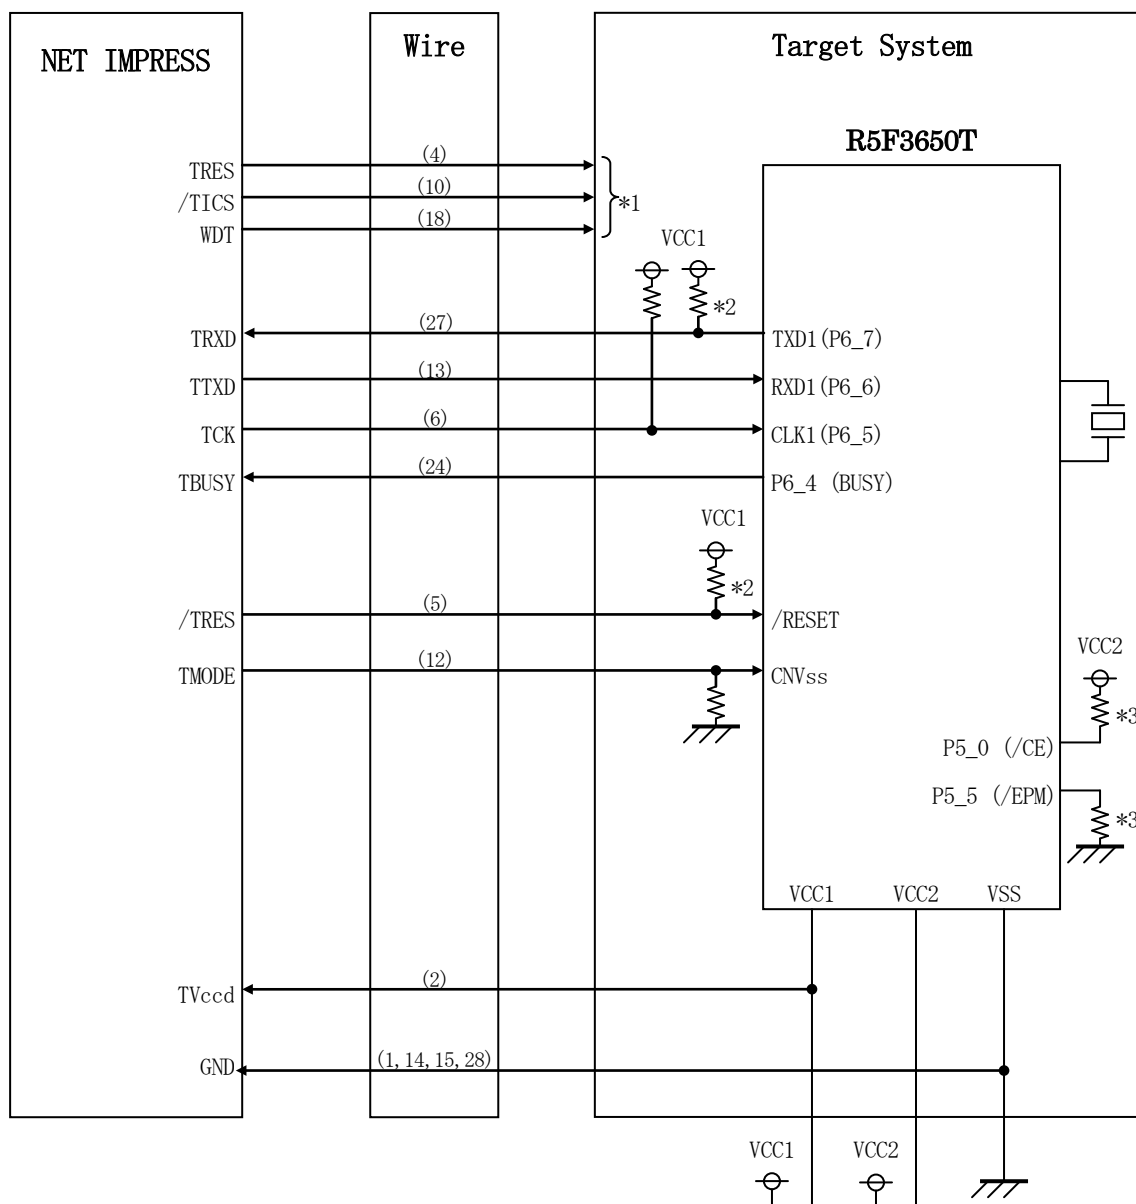 NET IMPRESS
Wire
Target System
R5F3650T
TRES
(4)
/TICS
(10)
*1
WDT
(18)
VCC1
*2
TRXD
(27)
TXD1(P6_7)
TTXD
(13)
RXD1(P6_6)
TCK
(6)
CLK1(P6_5)
TBUSY
(24)
P6_4 (BUSY)
VCC1
*2
/TRES
(5)
/RESET
TMODE
(12)
CNVss
VCC2
*3
P5_0 (/CE)
P5_5 (/EPM)
*3
VCC1
VCC2
VSS
TVccd
(2)
GND
(1,14,15,28)
VCC1
VCC2